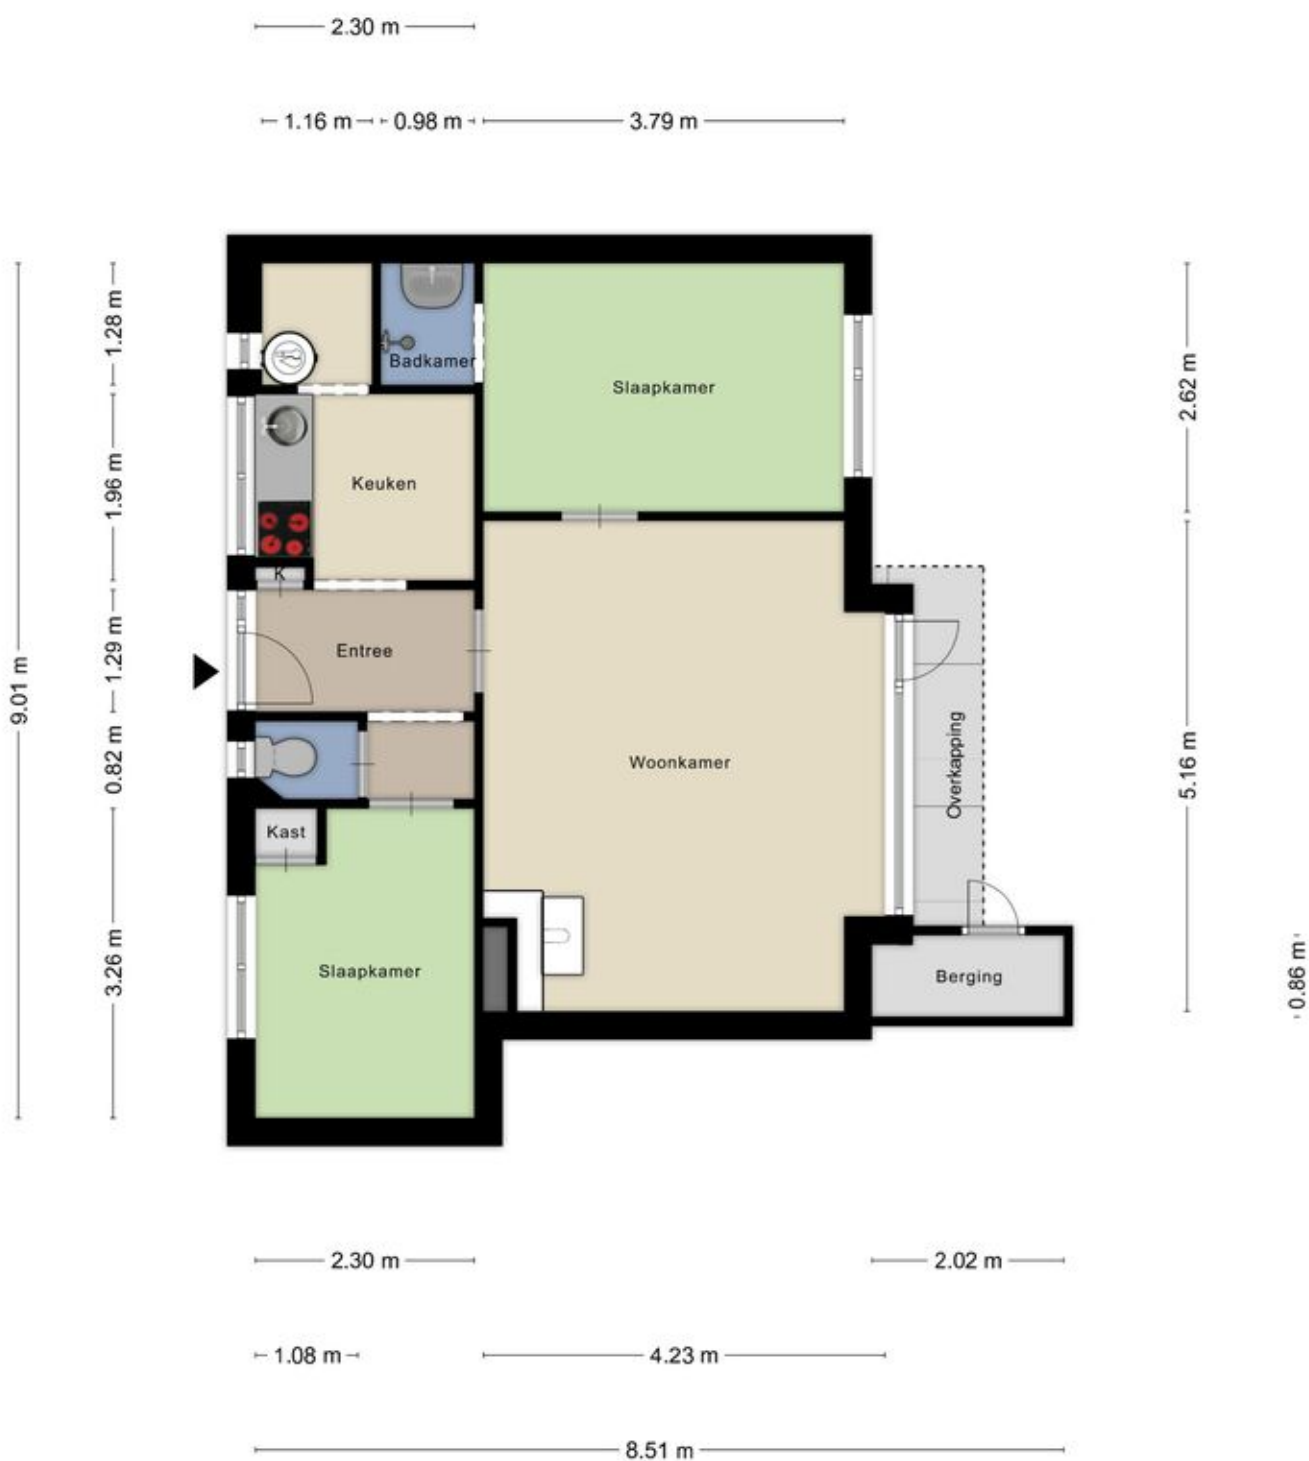 2.30 m
1.16 m
0.98 m
3.79 m
1.28 m
Badkamer
Slaapkamer
2.62 m
1.96 m
Keuken
K
9.01 m
1.29 m
Entree
0.82 m
Woonkamer
Overkapping
5.16 m
Kast
3.26 m
Slaapkamer
Berging
0.86 m
2.30 m
2.02 m
1.08 m
4.23 m
8.51 m